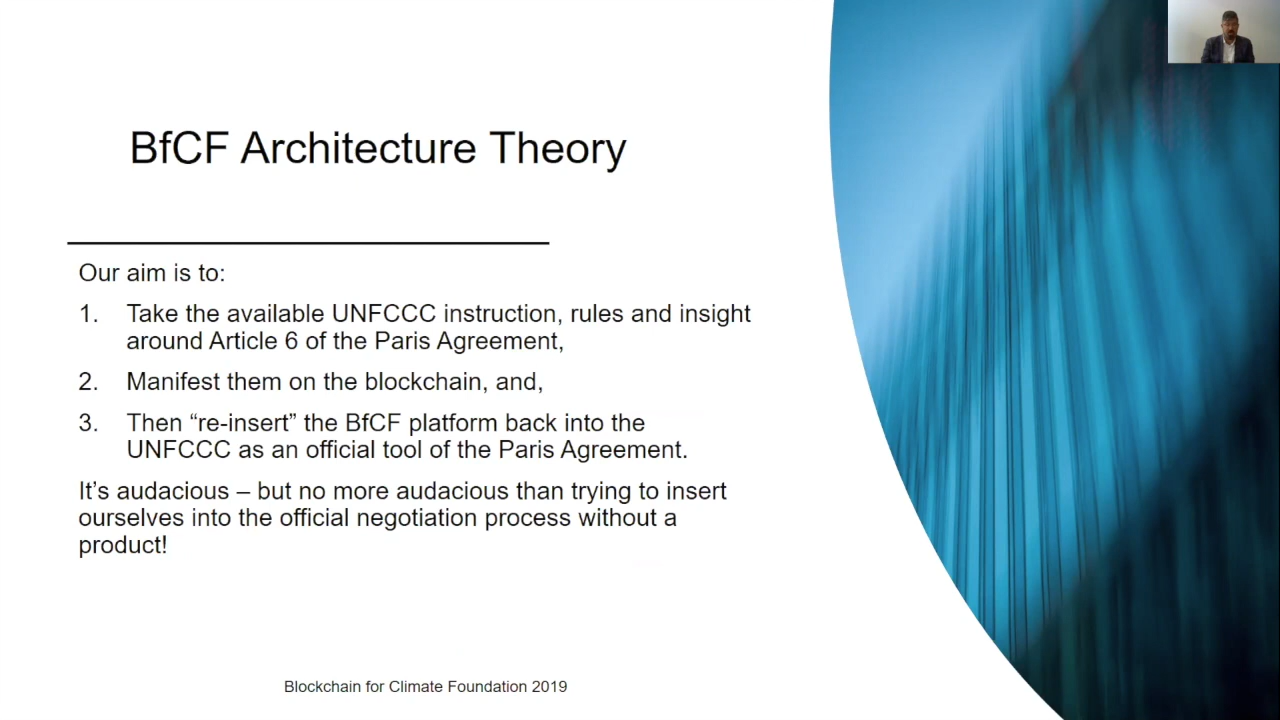 BfCF Architecture Theory
Our aim is to:
1. Take the available UNFCCC instruction, rules and insight
around Article 6 of the Paris Agreement,
2. Manifest them on the blockchain, and,
3. Then “re-insert” the BfCF platform back into the
UNFCCC as an official tool of the Paris Agreement.
It’s audacious – but no more audacious than trying to insert
ourselves into the official negotiation process without a
product!
Blockchain for Climate Foundation 2019